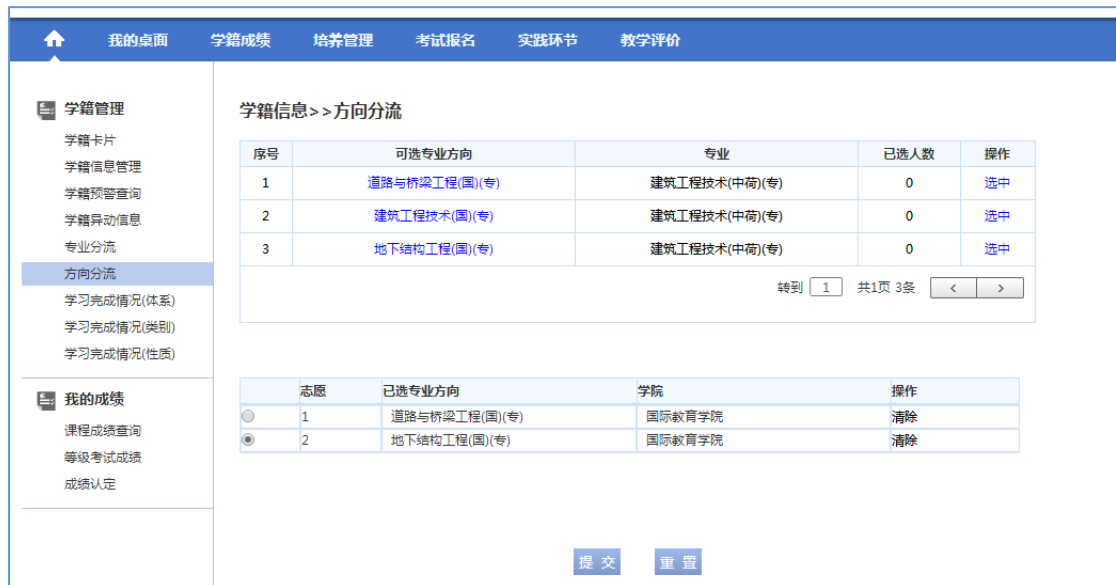 我的桌面 学籍成绩 培养管理 考试报名 实践环节 教学评价
学籍管理
学籍卡片
学籍信息管理
学籍预警查询
学籍异动信息
专业分流
方向分流
学习完成情况(体系)
学习完成情况(类别)
学习完成情况(性质)
我的成绩
课程成绩查询
等级考试成绩
成绩认定
学籍信息>>方向分流
序号 可选专业方向 专业 已选人数 操作
1 道路与桥梁工程(国)(专) 建筑工程技术(中荷)(专) 0 选中
2 建筑工程技术(国)(专) 建筑工程技术(中荷)(专) 0 选中
3 地下结构工程(国)(专) 建筑工程技术(中荷)(专) 0 选中
转到 1 共1页 3条 < >
志愿 已选专业方向 学院 操作
1 道路与桥梁工程(国)(专) 国际教育学院 清除
2 地下结构工程(国)(专) 国际教育学院 清除
提 交 重 置